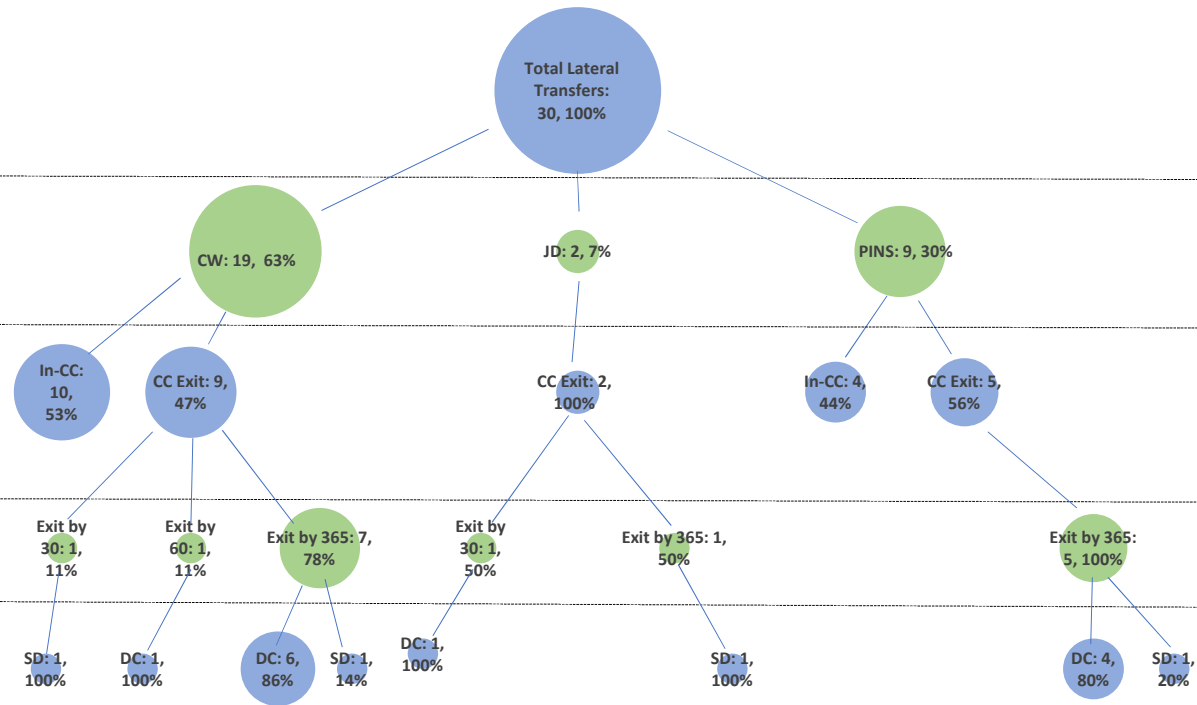 Total Lateral
Transfers:
30, 100%
CW: 19,  63%
JD: 2, 7%
PINS: 9, 30%
In-CC:
10,
53%
CC Exit: 9,
47%
CC Exit: 2,
100%
In-CC: 4,
44%
CC Exit: 5,
56%
Exit by
30: 1,
11%
Exit by
60: 1,
11%
Exit by 365: 7,
78%
Exit by
30: 1,
50%
Exit by 365: 1,
50%
Exit by 365:
5, 100%
SD: 1,
100%
DC: 1,
100%
DC: 6,
86%
SD: 1,
14%
DC: 1,
100%
SD: 1,
100%
DC: 4,
80%
SD: 1,
20%